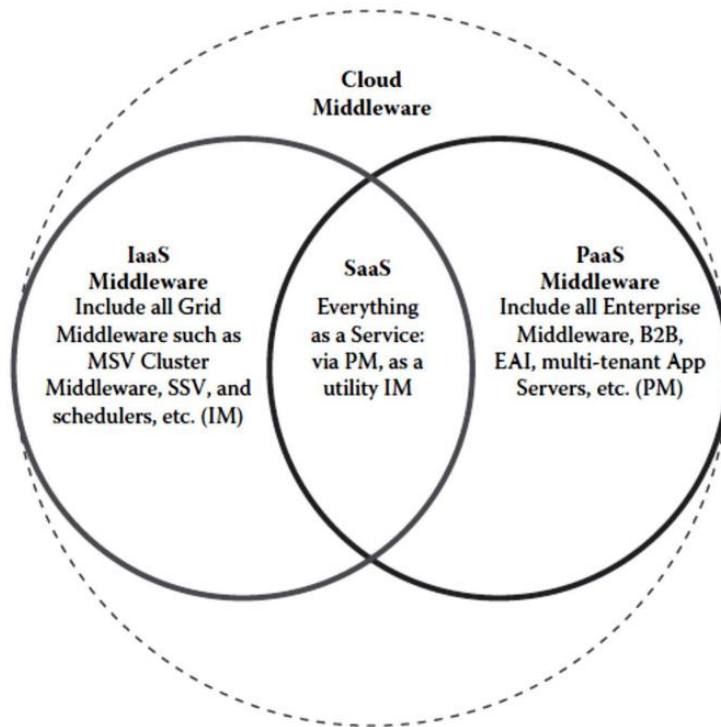 Cloud
Middleware
IaaS
Middleware
Include all Grid
Middleware such as
MSV Cluster
Middleware, SSV, and
schedulers, etc. (IM)
SaaS
Everything
as a Service:
via PM, as a
utility IM
PaaS
Middleware
Include all Enterprise
Middleware, B2B,
EAI, multi-tenant App
Servers, etc. (PM)